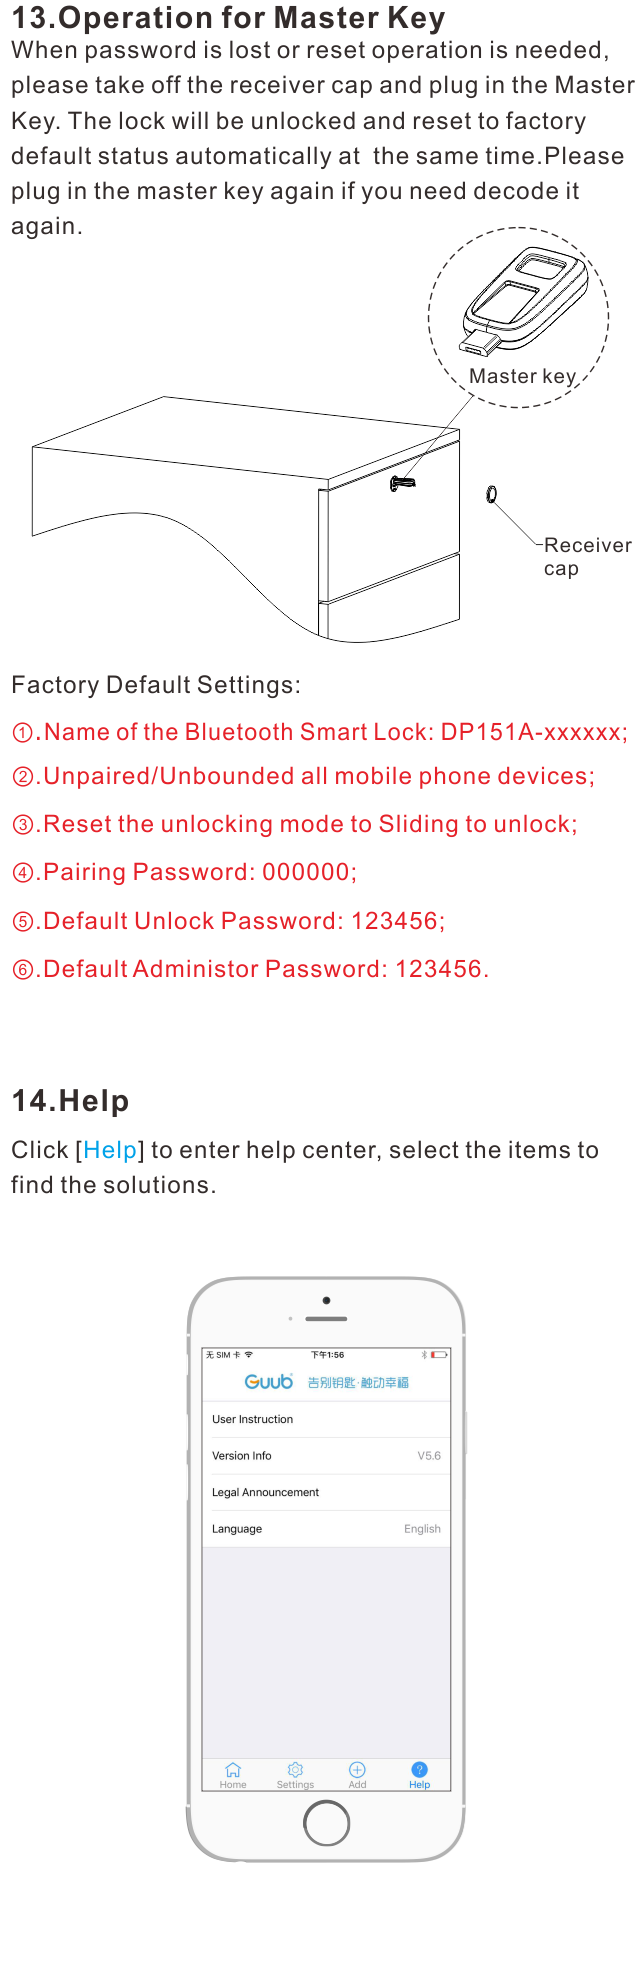 13.Operation for Master Key
When password is lost or reset operation is needed,
please take off the receiver cap and plug in the Master
Key. The lock will be unlocked and reset to factory
default status automatically at the same time.Please
plug in the master key again if you need decode it
again.
Master key
Receiver
cap
Factory Default Settings:
①.Name of the Bluetooth Smart Lock: DP151A-xxxxxx;
②.Unpaired/Unbounded all mobile phone devices;
③.Reset the unlocking mode to Sliding to unlock;
④.Pairing Password: 000000;
⑤.Default Unlock Password: 123456;
⑥.Default Administor Password: 123456.
14.Help
Click [Help] to enter help center, select the items to
find the solutions.
无 SIM 卡 下午1:56
Guub 告别钥匙·触动幸福
User Instruction
Version Info V5.6
Legal Announcement
Language English
Home Settings Add Help